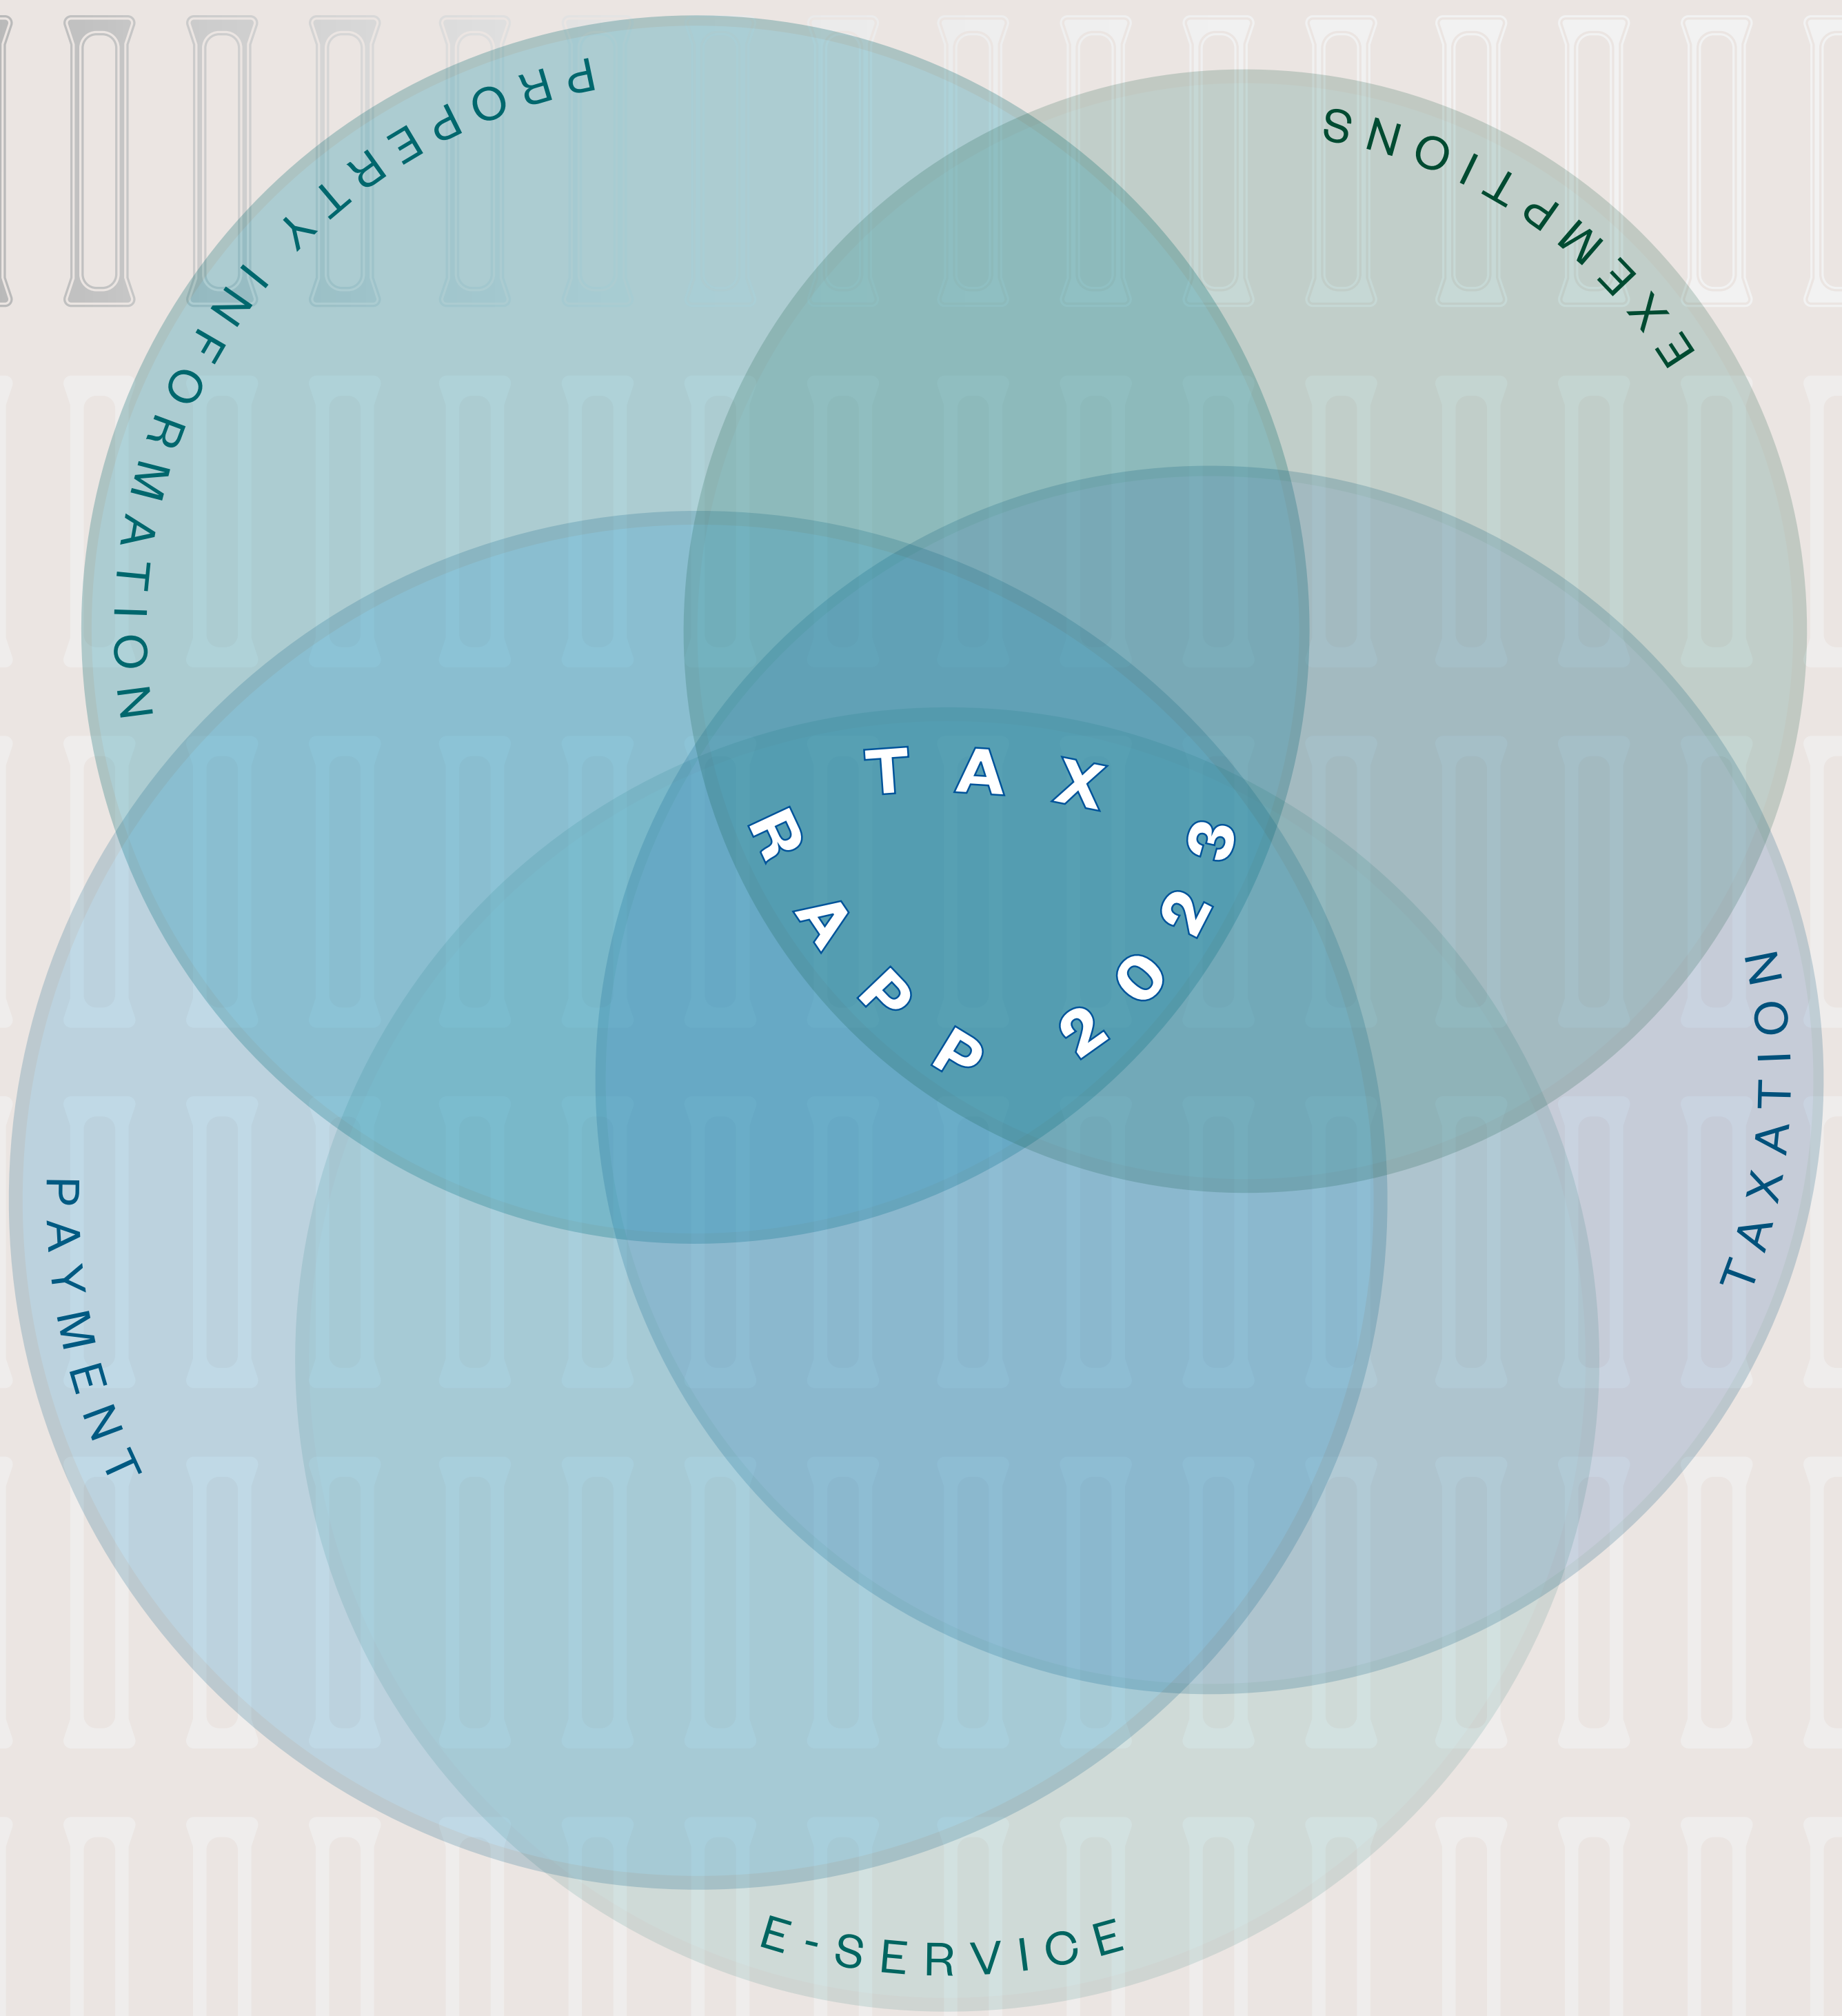 PROPERTY INFORMATION
EXEMPTIONS
TAX
RAPP 2023
TAXATION
PAYMENT
E-SERVICE